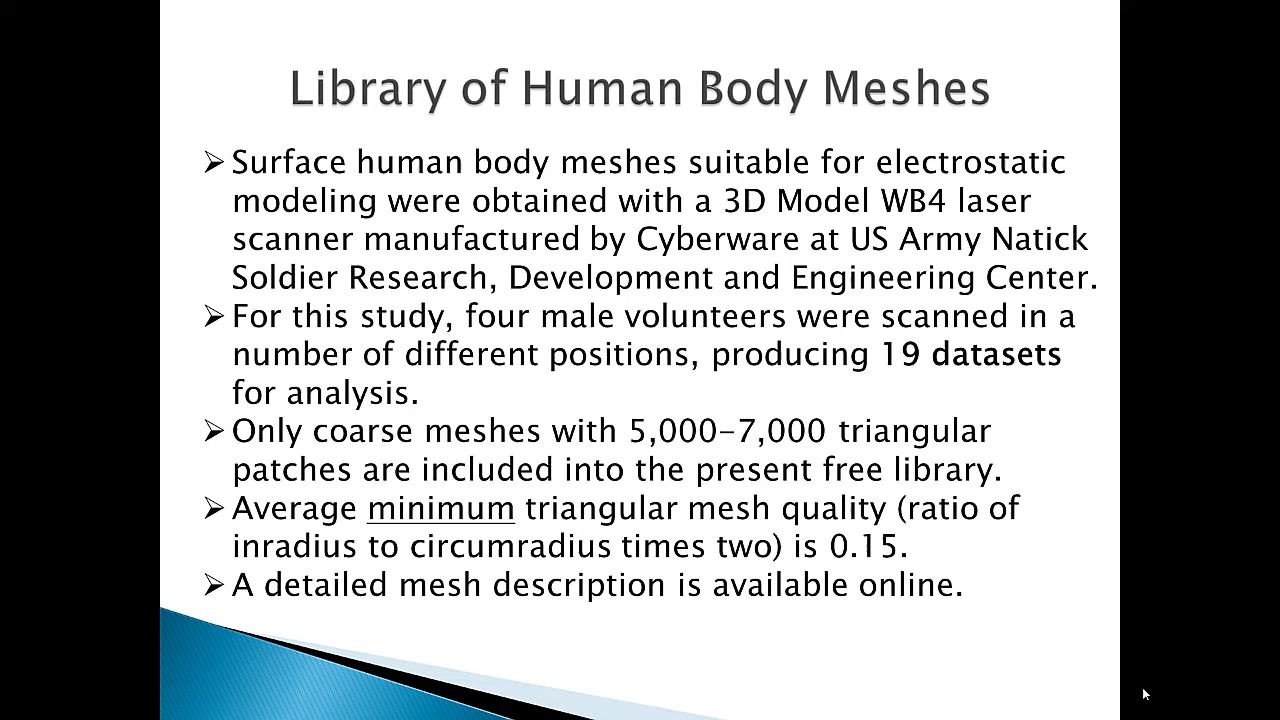 Library of Human Body Meshes
➢Surface human body meshes suitable for electrostatic
modeling were obtained with a 3D Model WB4 laser
scanner manufactured by Cyberware at US Army Natick
Soldier Research, Development and Engineering Center.
➢For this study, four male volunteers were scanned in a
number of different positions, producing 19 datasets
for analysis.
➢Only coarse meshes with 5,000–7,000 triangular
patches are included into the present free library.
➢Average minimum triangular mesh quality (ratio of
inradius to circumradius times two) is 0.15.
➢A detailed mesh description is available online.